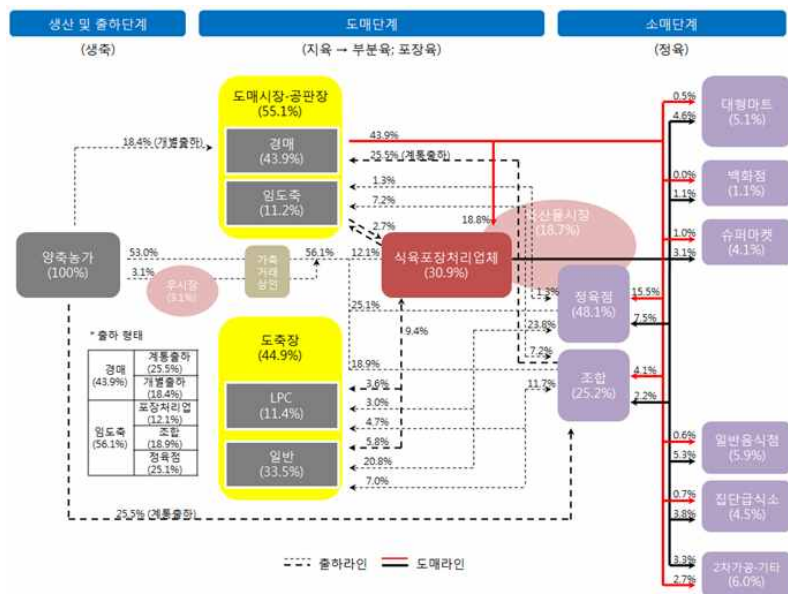 생산 및 출하단계
도매단계
소매단계
(생축)
(지육 → 부분육; 포장육)
(정육)
도매시장-공판장
(55.1%)
경매
(43.9%)
임도축
(11.2%)
18.4% (개별출하)
43.9%
25.5% (계통출하)
1.3%
7.2%
2.7%
18.8%
0.5%
대형마트
(5.1%)
4.6%
0.0%
백화점
(1.1%)
1.1%
(18.7%)
1.0%
슈퍼마켓
(4.1%)
3.1%
양축농가
(100%)
53.0%
3.1%
우시장
(3.1%)
가축
거래
상인
56.1%
12.1%
식육포장처리업체
(30.9%)
1.3%
정육점
(48.1%)
15.5%
7.5%
25.1%
23.8%
9.4%
7.2%
18.9%
조합
(25.2%)
4.1%
2.2%
11.7%
* 출하 형태
경매
(43.9%)
계통출하
(25.5%)
개별출하
(18.4%)
임도축
(56.1%)
포장처리업
(12.1%)
조합
(18.9%)
정육점
(25.1%)
도축장
(44.9%)
LPC
(11.4%)
일반
(33.5%)
3.6%
3.0%
4.7%
5.8%
20.8%
7.0%
25.5% (계통출하)
0.6%
일반음식점
(5.9%)
5.3%
0.7%
집단급식소
(4.5%)
3.8%
3.3%
2차가공·기타
(6.0%)
2.7%
출하라인
도매라인